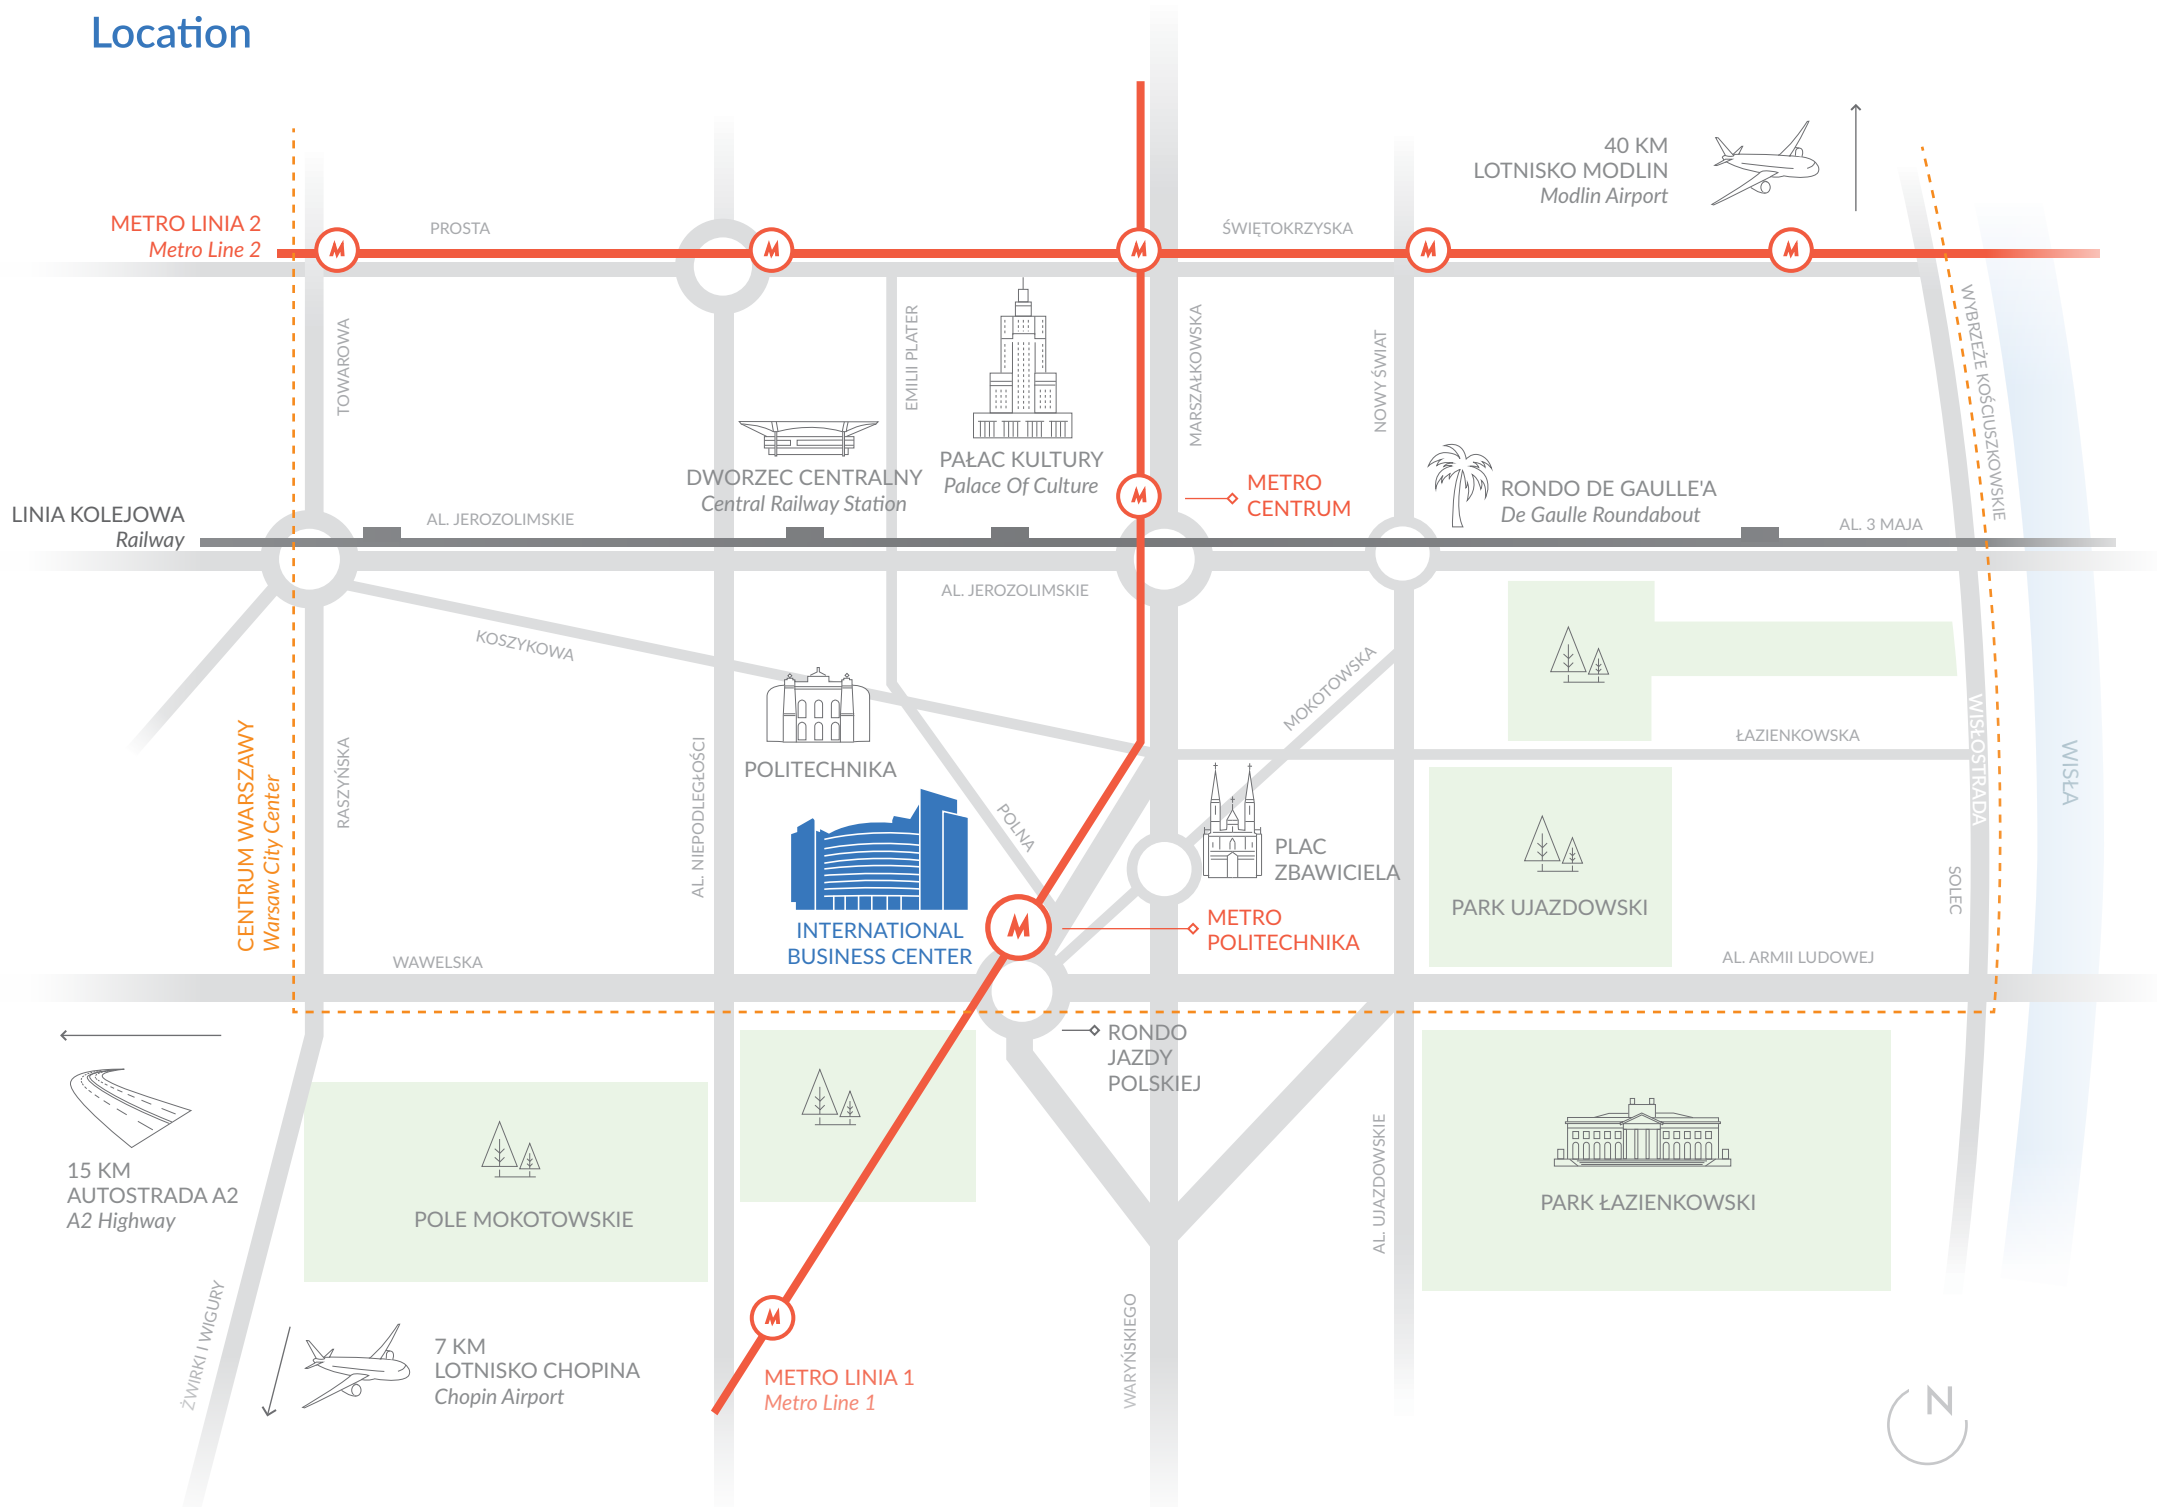 Location
40 KM
LOTNISKO MODLIN
Modlin Airport
METRO LINIA 2
Metro Line 2
PROSTA
ŚWIĘTOKRZYSKA
TOWAROWA
EMILII PLATER
MARSZAŁKOWSKA
NOWY ŚWIAT
WYBRZEŻE KOŚCIUSZKOWSKIE
DWORZEC CENTRALNY
Central Railway Station
PAŁAC KULTURY
Palace Of Culture
METRO
CENTRUM
RONDO DE GAULLE'A
De Gaulle Roundabout
LINIA KOLEJOWA
Railway
AL. JEROZOLIMSKIE
AL. 3 MAJA
AL. JEROZOLIMSKIE
KOSZYKOWA
MOKOTOWSKA
ŁAZIENKOWSKA
WISŁOSTRADA
WISŁA
CENTRUM WARSZAWY
Warsaw City Center
RASZYŃSKA
AL. NIEPODLEGŁOŚCI
POLITECHNIKA
POLNA
PLAC
ZBAWICIELA
SOLEC
PARK UJAZDOWSKI
INTERNATIONAL
BUSINESS CENTER
METRO
POLITECHNIKA
WAWELSKA
AL. ARMII LUDOWEJ
M
M
M
M
M
M
M
M
RONDO
JAZDY
POLSKIEJ
15 KM
AUTOSTRADA A2
A2 Highway
POLE MOKOTOWSKIE
AL. UJAZDOWSKIE
PARK ŁAZIENKOWSKI
ŻWIRKI I WIGURY
7 KM
LOTNISKO CHOPINA
Chopin Airport
METRO LINIA 1
Metro Line 1
WARYŃSKIEGO
N